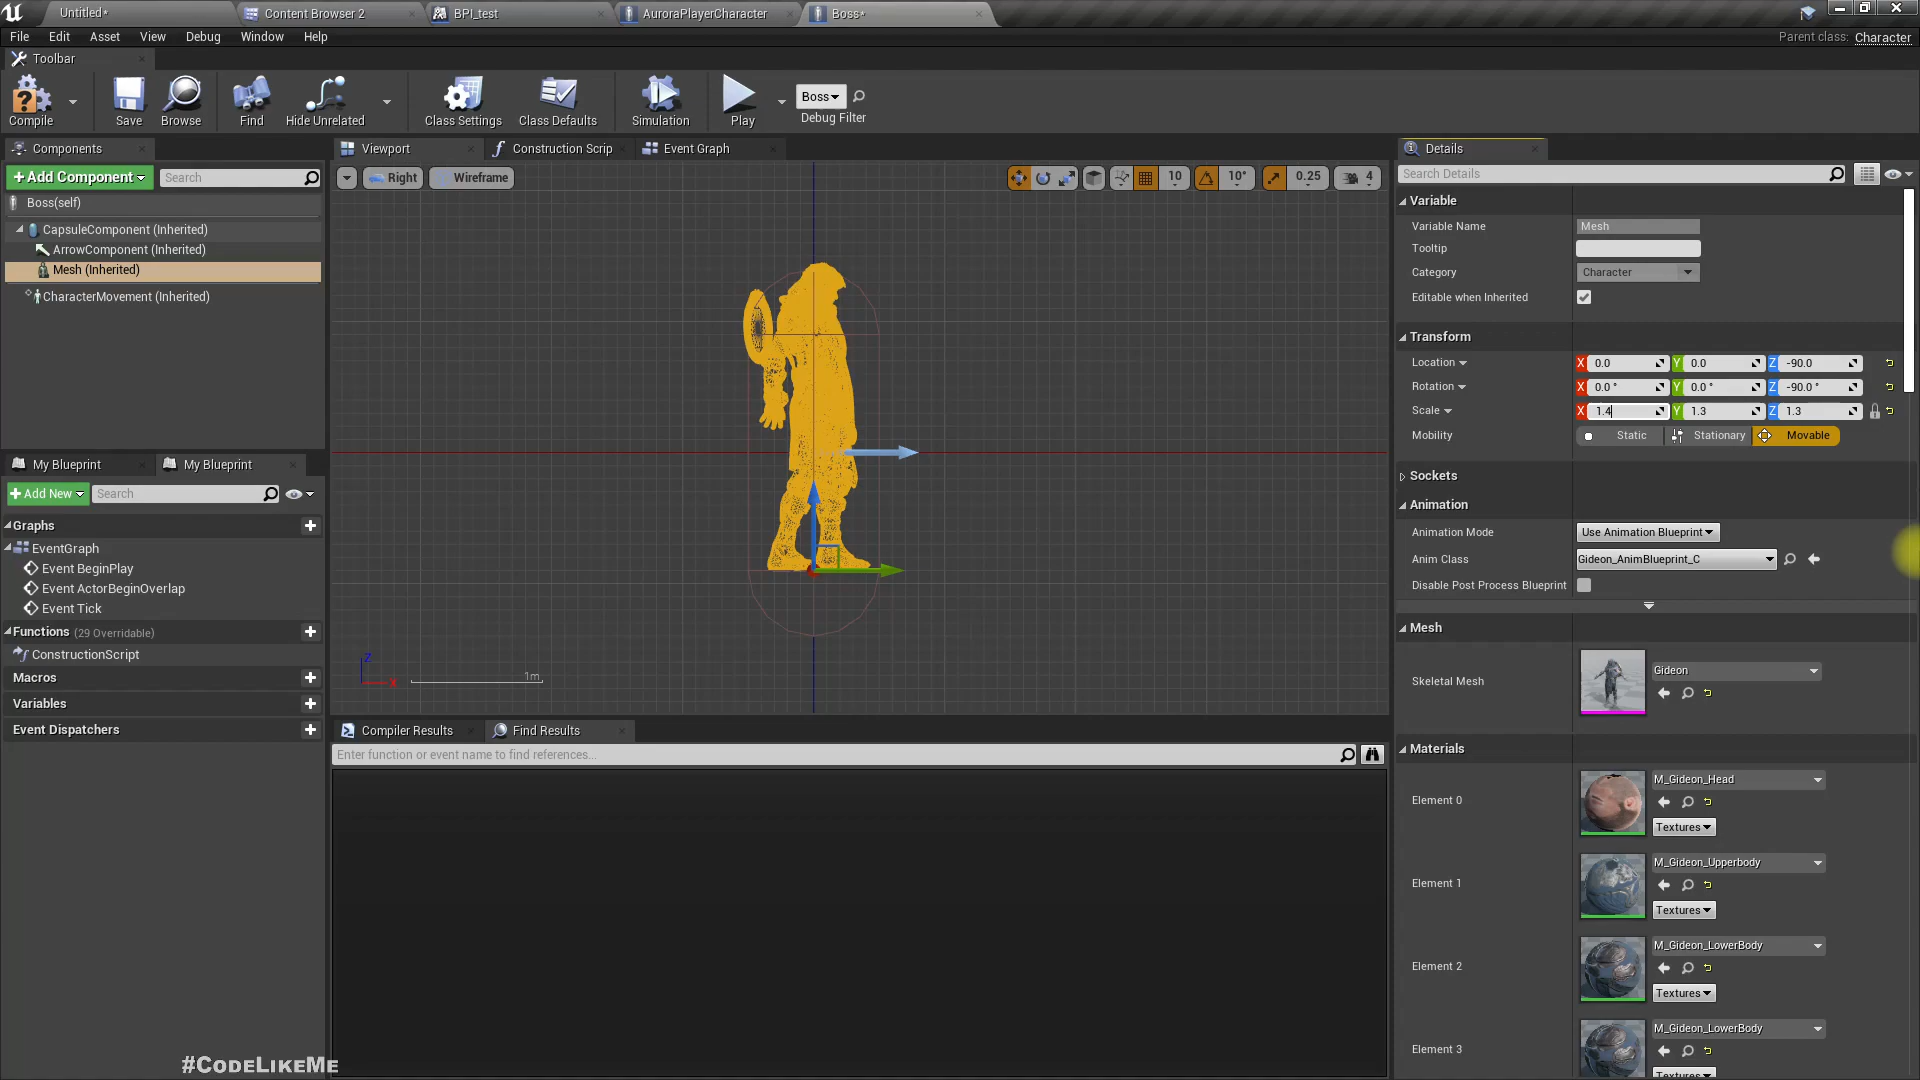 Untitled*
Content Browser 2
BPI_test
AuroraPlayerCharacter
Boss*
File Edit Asset View Debug Window Help
Parent class: Character
Toolbar
Compile
Save
Browse
Find
Hide Unrelated
Class Settings
Class Defaults
Simulation
Play
Boss
Debug Filter
Components
+Add Component
Search
Boss(self)
CapsuleComponent (Inherited)
ArrowComponent (Inherited)
Mesh (Inherited)
CharacterMovement (Inherited)
My Blueprint
My Blueprint
+Add New
Search
Graphs
EventGraph
Event BeginPlay
Event ActorBeginOverlap
Event Tick
Functions (29 Overridable)
ConstructionScript
Macros
Variables
Event Dispatchers
Viewport
Construction Scrip
Event Graph
Right
Wireframe
10
10°
0.25
4
Z
X
1m
Compiler Results
Find Results
Enter function or event name to find references...
Details
Search Details
Variable
Variable Name Mesh
Tooltip
Category Character
Editable when Inherited
Transform
Location X 0.0 Y 0.0 Z -90.0
Rotation X 0.0 ° Y 0.0 ° Z -90.0 °
Scale X 1.4 Y 1.3 Z 1.3
Mobility Static Stationary Movable
Sockets
Animation
Animation Mode Use Animation Blueprint
Anim Class Gideon_AnimBlueprint_C
Disable Post Process Blueprint
Mesh
Skeletal Mesh Gideon
Materials
Element 0 M_Gideon_Head
Textures
Element 1 M_Gideon_Upperbody
Textures
Element 2 M_Gideon_LowerBody
Textures
Element 3 M_Gideon_LowerBody
Textures
#CodeLikeMe